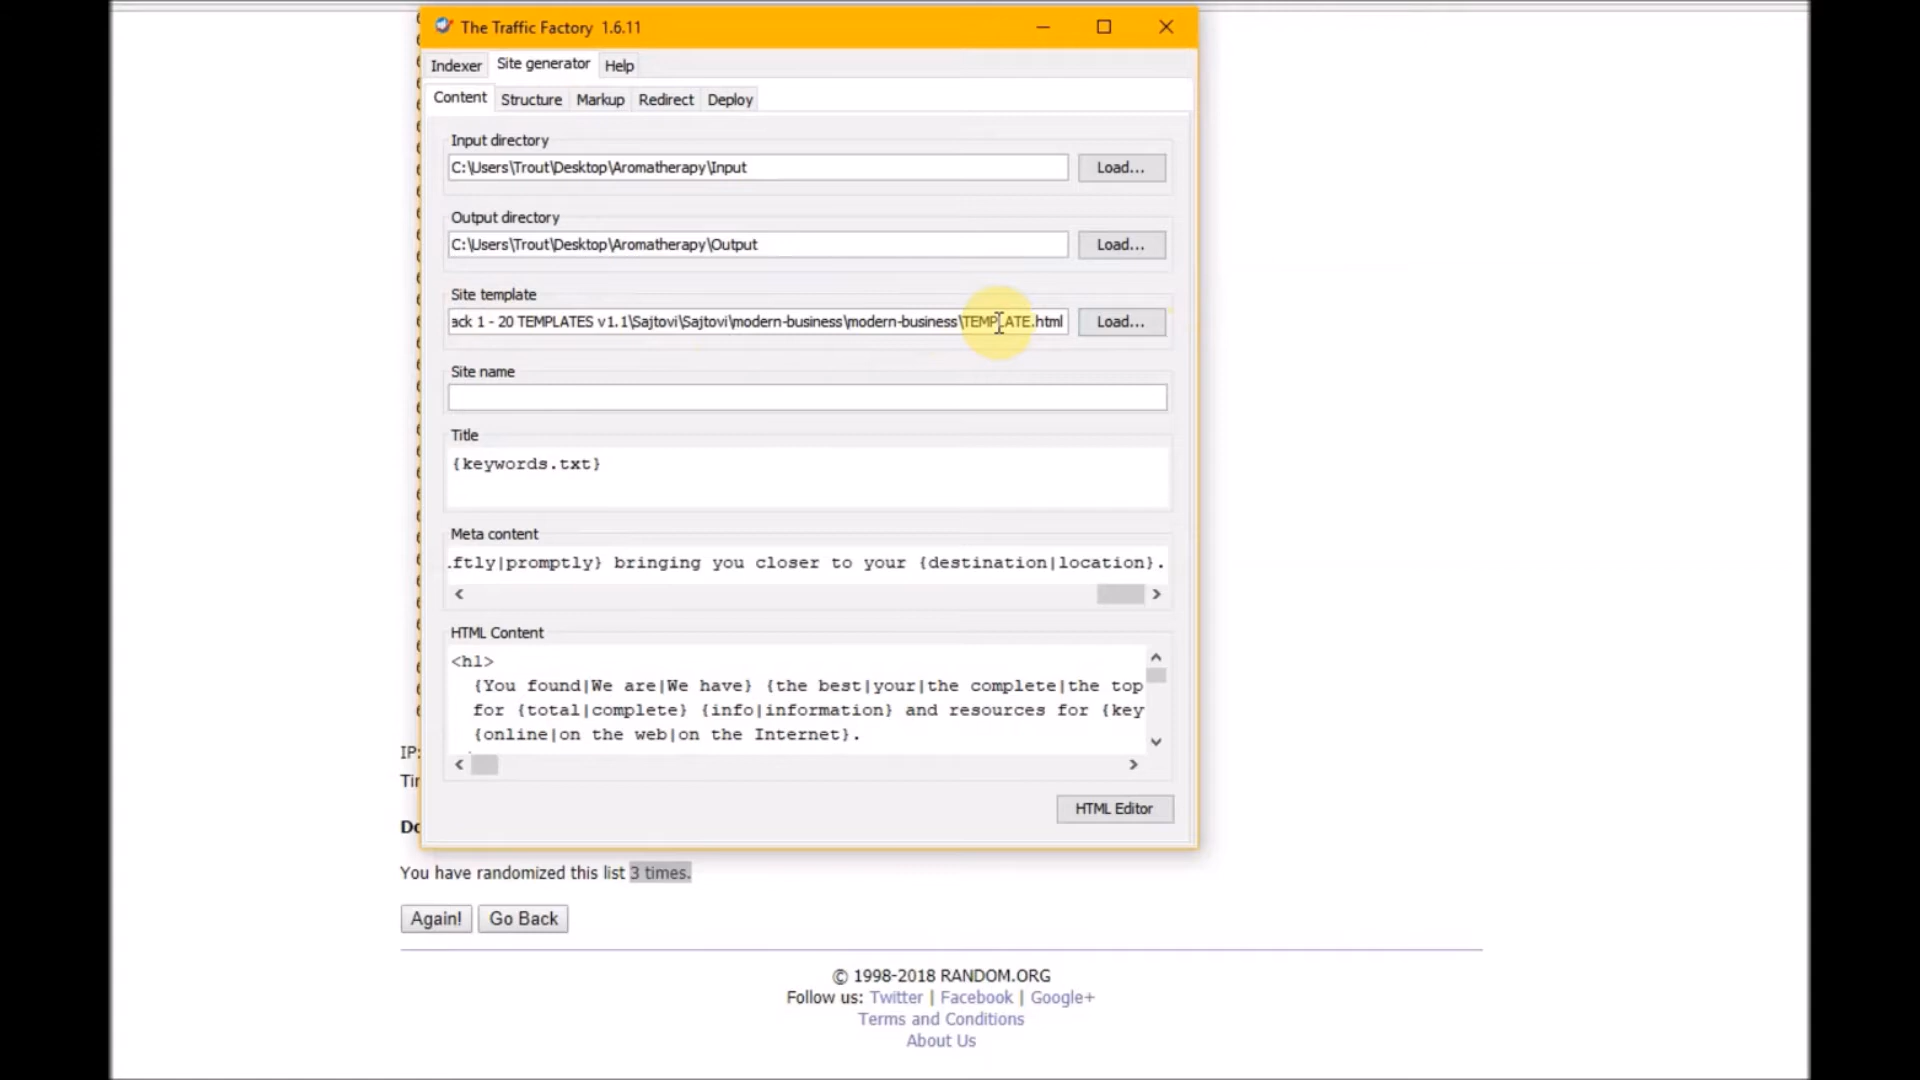 The Traffic Factory 1.6.11
Indexer Site generator Help
Content Structure Markup Redirect Deploy
Input directory
C:\Users\Trout\Desktop\Aromatherapy\Input Load...
Output directory
C:\Users\Trout\Desktop\Aromatherapy\Output Load...
Site template
ack 1 - 20 TEMPLATES v1.1\Sajtovi\Sajtovi\modern-business\modern-business\TEMPLATE.html Load...
Site name
Title
{keywords.txt}
Meta content
.ftly|promptly} bringing you closer to your {destination|location}.
HTML Content
<h1>
{You found|We are|We have} {the best|your|the complete|the top
for {total|complete} {info|information} and resources for {key
{online|on the web|on the Internet}.
HTML Editor
IP:
You have randomized this list 3 times.
Again! Go Back
© 1998-2018 RANDOM.ORG
Follow us: Twitter | Facebook | Google+
Terms and Conditions
About Us